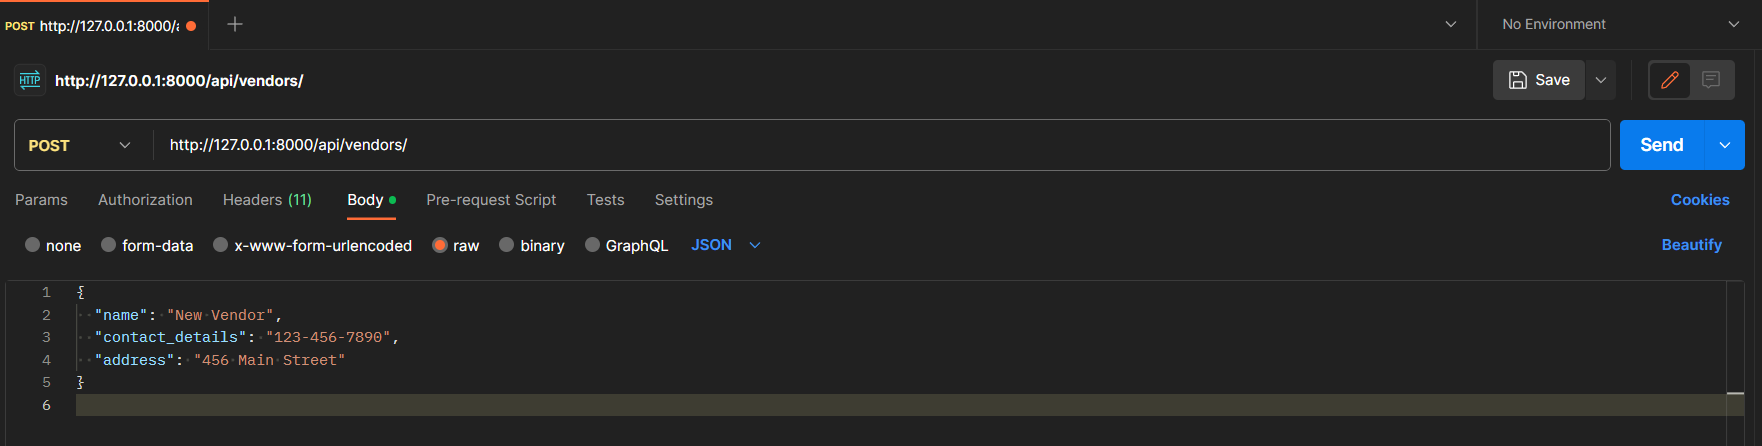 POST http://127.0.0.1:8000/a
No Environment
HTTP http://127.0.0.1:8000/api/vendors/
Save
POST http://127.0.0.1:8000/api/vendors/ Send
Params Authorization Headers (11) Body Pre-request Script Tests Settings Cookies
none form-data x-www-form-urlencoded raw binary GraphQL JSON Beautify
1 {
2 "name": "New Vendor",
3 "contact_details": "123-456-7890",
4 "address": "456 Main Street"
5 }
6